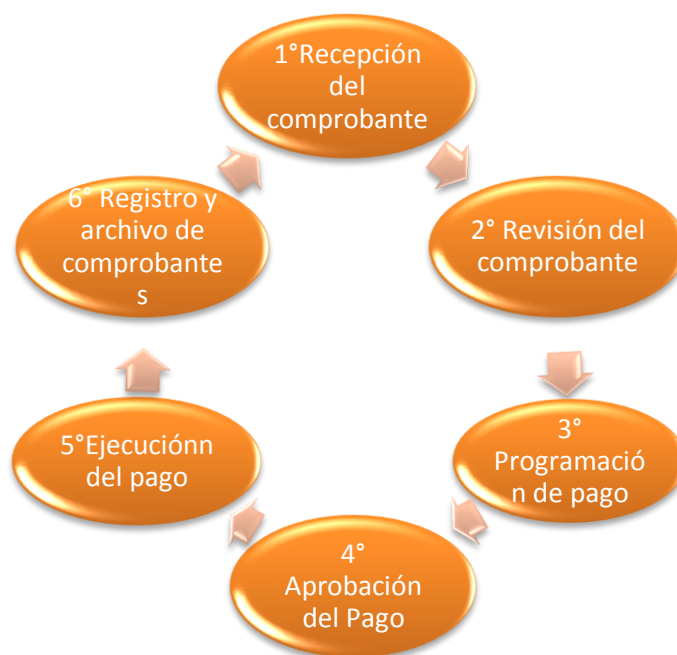 1°Recepción
del
comprobante
2° Revisión del
comprobante
3°
Programació
n de pago
4°
Aprobación
del Pago
5°Ejecuciónn
del pago
6° Registro y
archivo de
comprobante
s